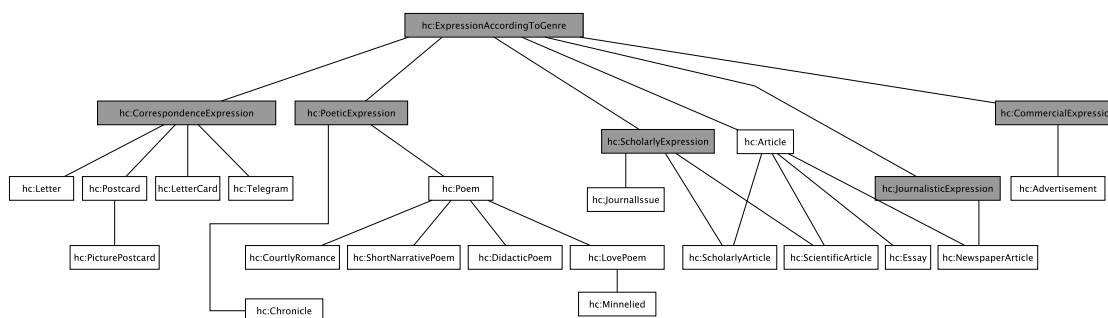 hc:ExpressionAccordingToGenre
hc:CorrespondenceExpression
hc:PoeticExpression
hc:CommercialExpression
hc:ScholarlyExpression
hc:Article
hc:Letter
hc:Postcard
hc:LetterCard
hc:Telegram
hc:Poem
hc:JournalIssue
hc:JournalisticExpression
hc:Advertisement
hc:PicturePostcard
hc:CourtlyRomance
hc:ShortNarrativePoem
hc:DidacticPoem
hc:LovePoem
hc:ScholarlyArticle
hc:ScientificArticle
hc:Essay
hc:NewspaperArticle
hc:Chronicle
hc:Minnelied